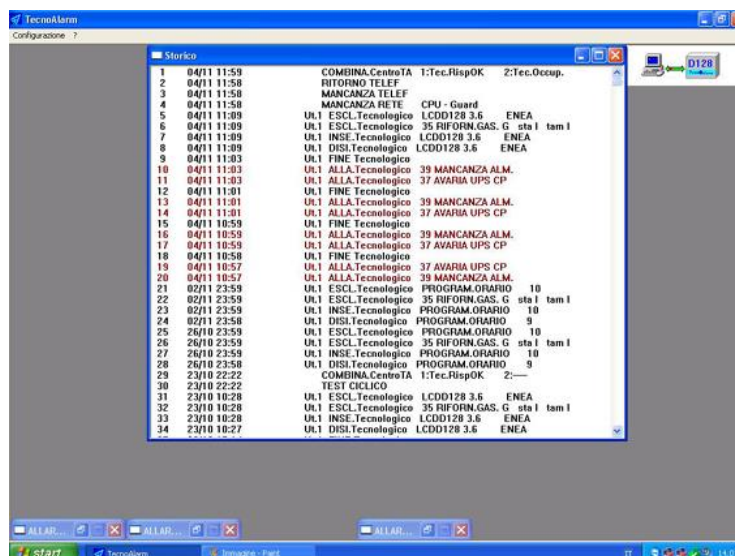 TecnoAlarm
Configurazione ?
Storico
D128
1 04/11 11:59 COMBINA.CentroTA 1:Tec.RispOK 2:Tec.Occup.
2 04/11 11:58 RITORNO TELEF
3 04/11 11:58 MANCANZA TELEF
4 04/11 11:58 MANCANZA RETE CPU - Guard
5 04/11 11:09 Ut.1 ESCL.Tecnologico LCDD128 3.6 ENEA
6 04/11 11:09 Ut.1 ESCL.Tecnologico 35 RIFORN.GAS. G sta I tam I
7 04/11 11:09 Ut.1 INSE.Tecnologico LCDD128 3.6 ENEA
8 04/11 11:09 Ut.1 DISI.Tecnologico LCDD128 3.6 ENEA
9 04/11 11:03 Ut.1 FINE Tecnologico
10 04/11 11:03 Ut.1 ALLA.Tecnologico 39 MANCANZA ALM.
11 04/11 11:03 Ut.1 ALLA.Tecnologico 37 AVARIA UPS CP
12 04/11 11:01 Ut.1 FINE Tecnologico
13 04/11 11:01 Ut.1 ALLA.Tecnologico 39 MANCANZA ALM.
14 04/11 11:01 Ut.1 ALLA.Tecnologico 37 AVARIA UPS CP
15 04/11 10:59 Ut.1 FINE Tecnologico
16 04/11 10:59 Ut.1 ALLA.Tecnologico 39 MANCANZA ALM.
17 04/11 10:59 Ut.1 ALLA.Tecnologico 37 AVARIA UPS CP
18 04/11 10:58 Ut.1 FINE Tecnologico
19 04/11 10:57 Ut.1 ALLA.Tecnologico 37 AVARIA UPS CP
20 04/11 10:57 Ut.1 ALLA.Tecnologico 39 MANCANZA ALM.
21 02/11 23:59 Ut.1 ESCL.Tecnologico PROGRAM.ORARIO 10
22 02/11 23:59 Ut.1 ESCL.Tecnologico 35 RIFORN.GAS. G sta I tam I
23 02/11 23:59 Ut.1 INSE.Tecnologico PROGRAM.ORARIO 10
24 02/11 23:58 Ut.1 DISI.Tecnologico PROGRAM.ORARIO 9
25 26/10 23:59 Ut.1 ESCL.Tecnologico PROGRAM.ORARIO 10
26 26/10 23:59 Ut.1 ESCL.Tecnologico 35 RIFORN.GAS. G sta I tam I
27 26/10 23:59 Ut.1 INSE.Tecnologico PROGRAM.ORARIO 10
28 26/10 23:58 Ut.1 DISI.Tecnologico PROGRAM.ORARIO 9
29 23/10 22:22 COMBINA.CentroTA 1:Tec.RispOK 2:----
30 23/10 22:22 TEST CICLICO
31 23/10 10:28 Ut.1 ESCL.Tecnologico LCDD128 3.6 ENEA
32 23/10 10:28 Ut.1 ESCL.Tecnologico 35 RIFORN.GAS. G sta I tam I
33 23/10 10:28 Ut.1 INSE.Tecnologico LCDD128 3.6 ENEA
34 23/10 10:27 Ut.1 DISI.Tecnologico LCDD128 3.6 ENEA
ALLAR... ALLAR... ALLAR...
start TecnoAlarm Immagine - Paint IT